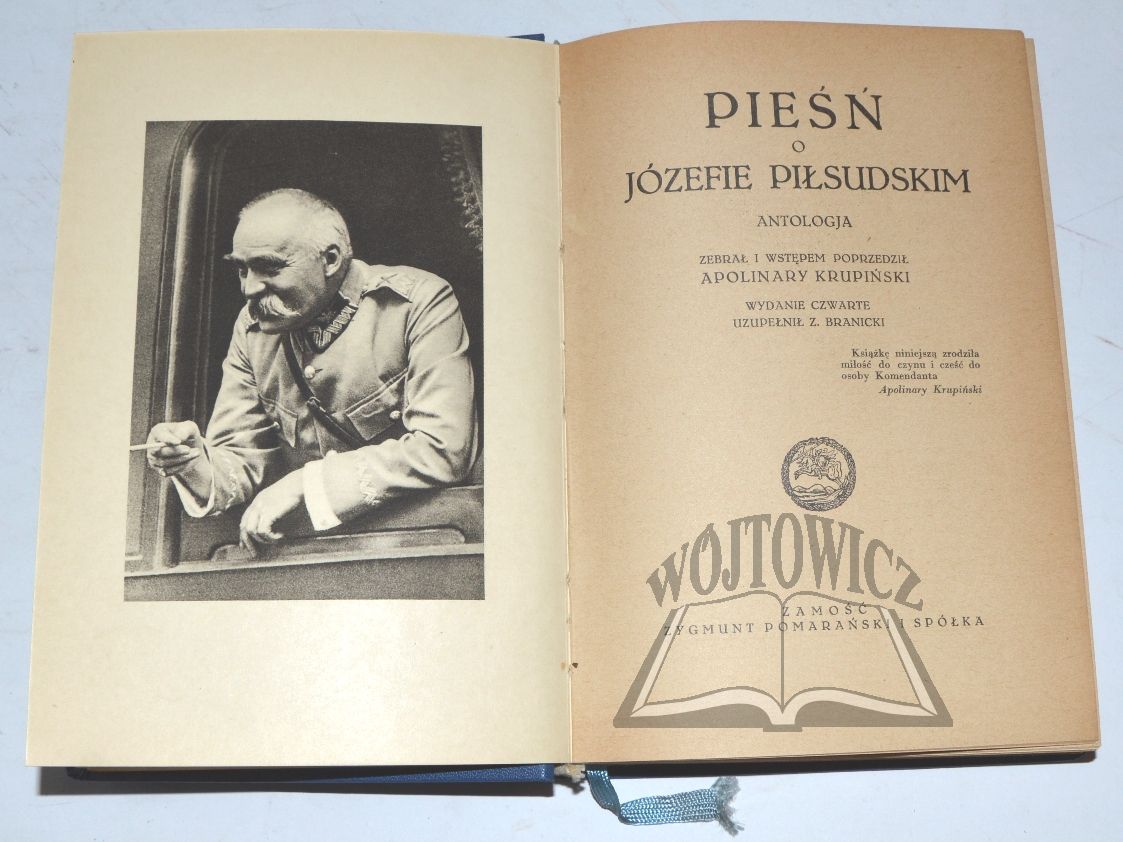 PIEŚŃ
O
JÓZEFIE PIŁSUDSKIM
ANTOLOGJA
ZEBRAŁ I WSTĘPEM POPRZEDZIŁ
APOLINARY KRUPIŃSKI
WYDANIE CZWARTE
UZUPEŁNIŁ Z. BRANICKI
Książkę niniejszą zrodziła
miłość do czynu i cześć do
osoby Komendanta
Apolinary Krupiński
WÓJTOWICZ
ZAMOŚĆ
ZYGMUNT POMARAŃSKI I SPÓŁKA